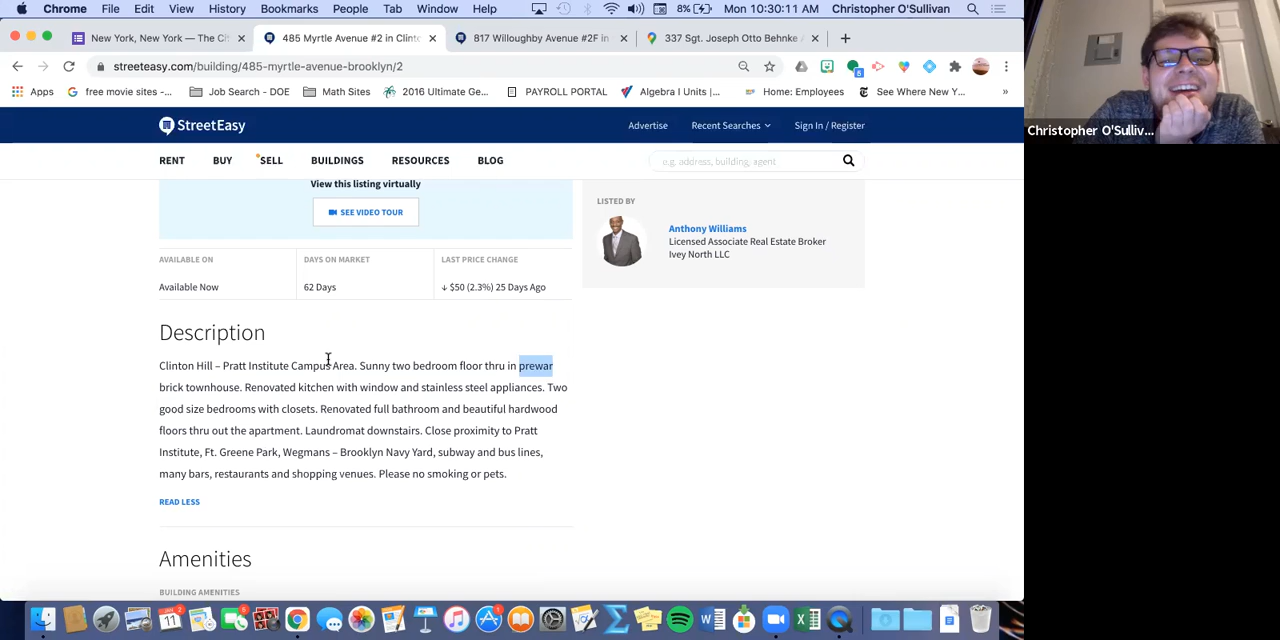 Chrome File Edit View History Bookmarks People Tab Window Help 8% Mon 10:30:11 AM Christopher O'Sullivan
New York, New York — The Ci 485 Myrtle Avenue #2 in Clinto 817 Willoughby Avenue #2F in 337 Sgt. Joseph Otto Behnke A
streeteasy.com/building/485-myrtle-avenue-brooklyn/2
8
Apps free movie sites -... Job Search - DOE Math Sites 2016 Ultimate Ge... PAYROLL PORTAL Algebra I Units |... Home: Employees See Where New Y... »
Christopher O'Sulliv...
StreetEasy Advertise Recent Searches Sign In / Register
RENT BUY SELL BUILDINGS RESOURCES BLOG e.g. address, building, agent
View this listing virtually
SEE VIDEO TOUR
LISTED BY
Anthony Williams
Licensed Associate Real Estate Broker
Ivey North LLC
AVAILABLE ON DAYS ON MARKET LAST PRICE CHANGE
Available Now 62 Days ↓ $50 (2.3%) 25 Days Ago
Description
Clinton Hill – Pratt Institute Campus Area. Sunny two bedroom floor thru in prewar
brick townhouse. Renovated kitchen with window and stainless steel appliances. Two
good size bedrooms with closets. Renovated full bathroom and beautiful hardwood
floors thru out the apartment. Laundromat downstairs. Close proximity to Pratt
Institute, Ft. Greene Park, Wegmans – Brooklyn Navy Yard, subway and bus lines,
many bars, restaurants and shopping venues. Please no smoking or pets.
READ LESS
Amenities
BUILDING AMENITIES